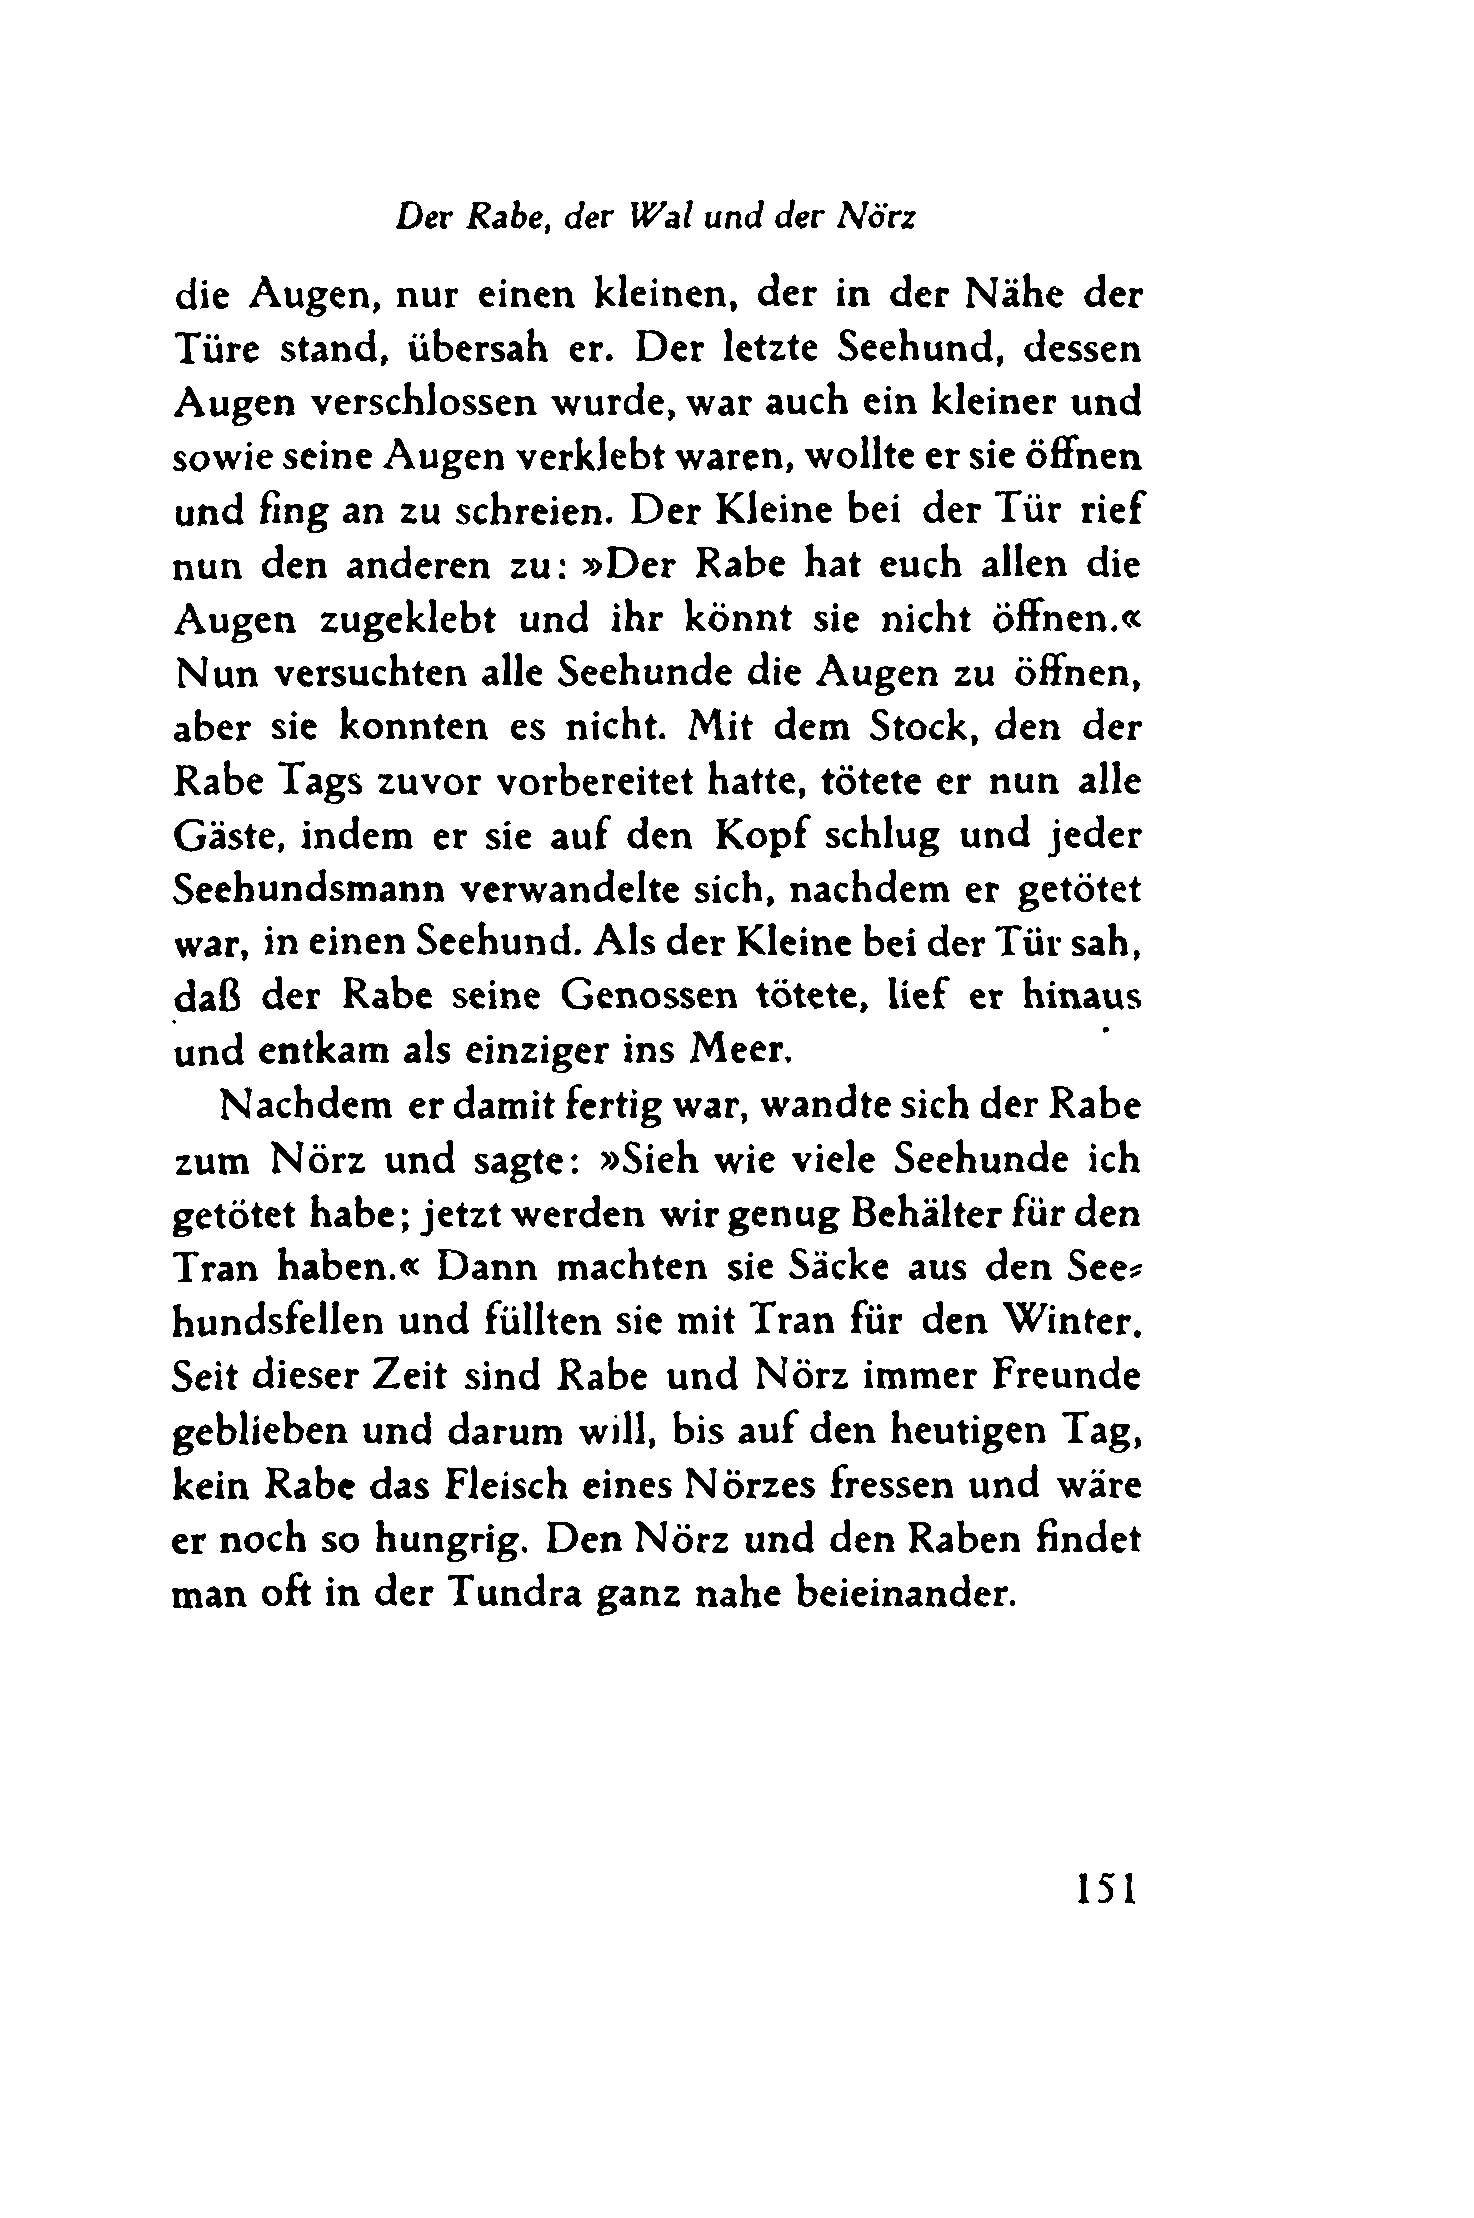 Der Rabe, der Wal und der Nörz
die Augen, nur einen kleinen, der in der Nähe der
Türe stand, übersah er. Der letzte Seehund, dessen
Augen verschlossen wurde, war auch ein kleiner und
sowie seine Augen verklebt waren, wollte er sie öffnen
und fing an zu schreien. Der Kleine bei der Tür rief
nun den anderen zu: »Der Rabe hat euch allen die
Augen zugeklebt und ihr könnt sie nicht öffnen.«
Nun versuchten alle Seehunde die Augen zu öffnen,
aber sie konnten es nicht. Mit dem Stock, den der
Rabe Tags zuvor vorbereitet hatte, tötete er nun alle
Gäste, indem er sie auf den Kopf schlug und jeder
Seehundsmann verwandelte sich, nachdem er getötet
war, in einen Seehund. Als der Kleine bei der Tür sah,
daß der Rabe seine Genossen tötete, lief er hinaus
und entkam als einziger ins Meer.
Nachdem er damit fertig war, wandte sich der Rabe
zum Nörz und sagte: »Sieh wie viele Seehunde ich
getötet habe; jetzt werden wir genug Behälter für den
Tran haben.« Dann machten sie Säcke aus den See-
hundsfellen und füllten sie mit Tran für den Winter.
Seit dieser Zeit sind Rabe und Nörz immer Freunde
geblieben und darum will, bis auf den heutigen Tag,
kein Rabe das Fleisch eines Nörzes fressen und wäre
er noch so hungrig. Den Nörz und den Raben findet
man oft in der Tundra ganz nahe beieinander.
151